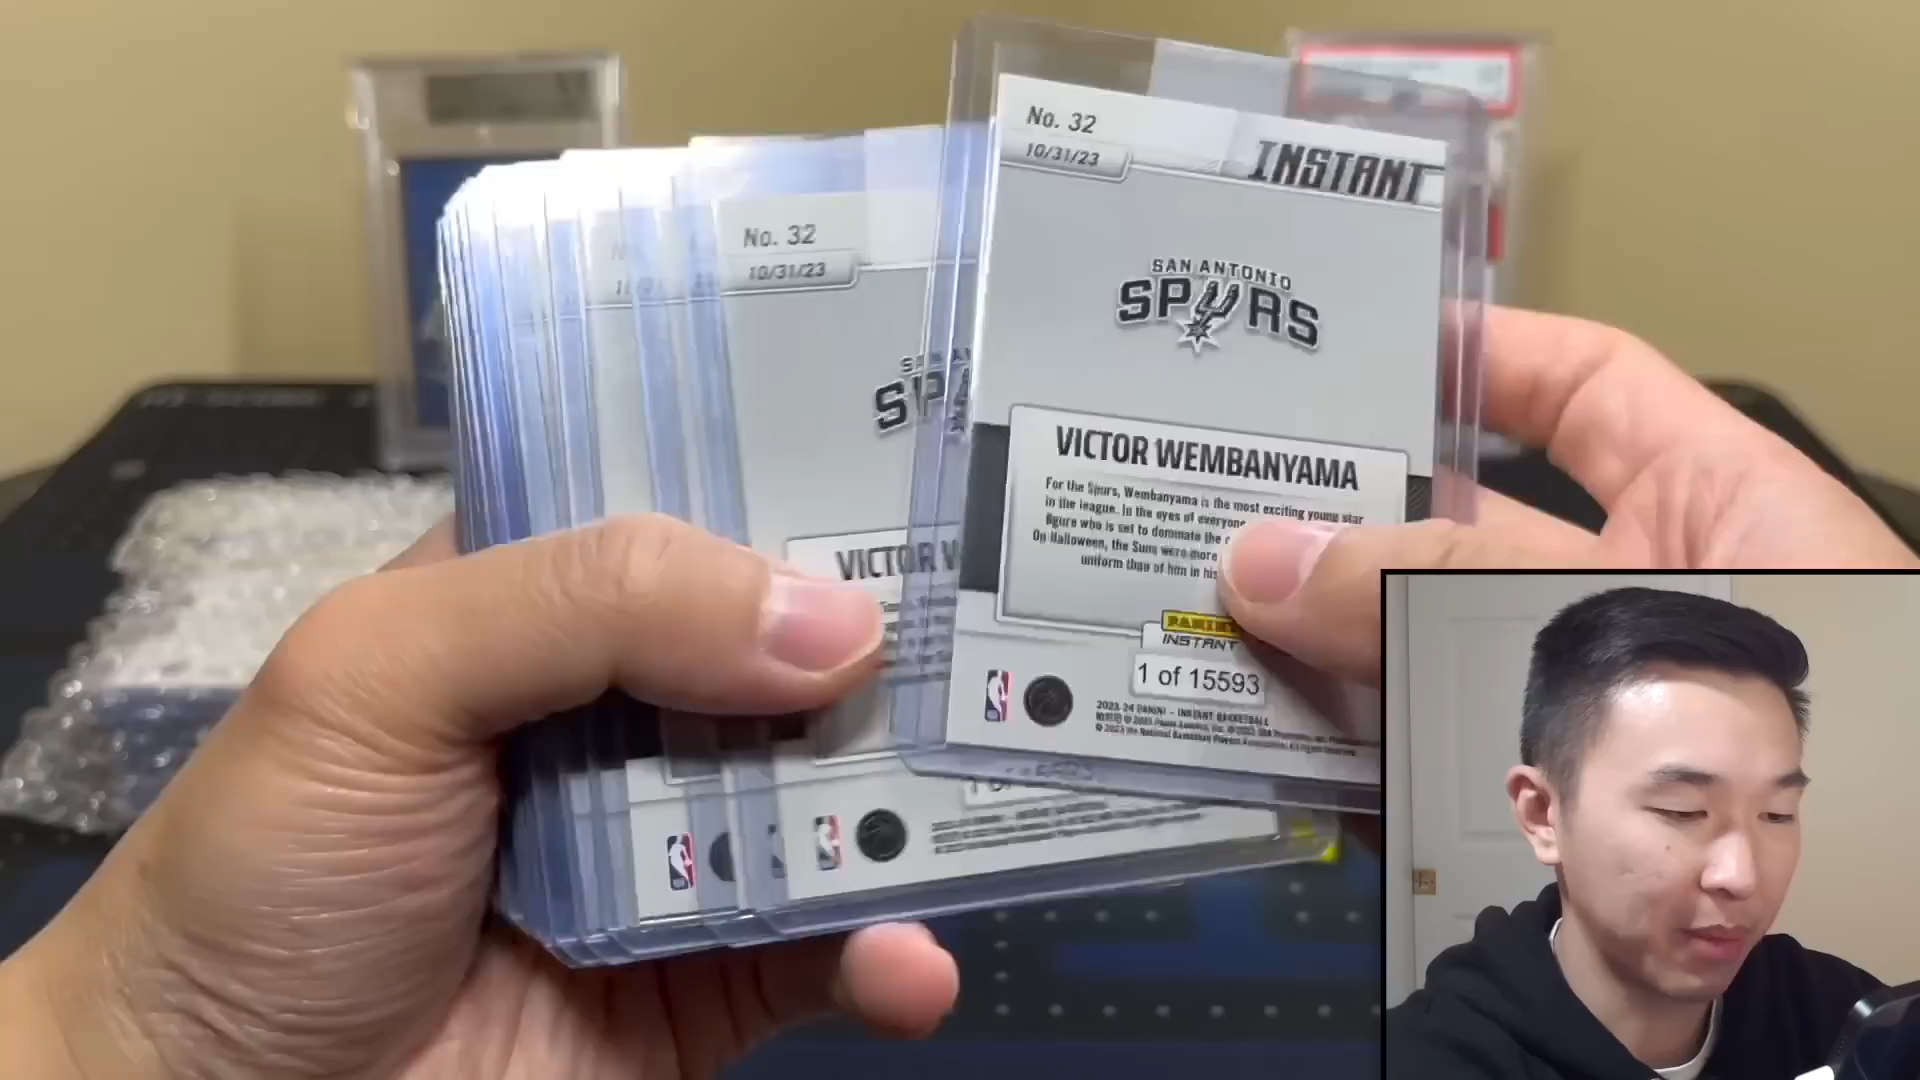 No. 32
10/31/23
INSTANT
SAN ANTONIO
SPURS
VICTOR WEMBANYAMA
For the Spurs, Wembanyama is the most exciting young star
in the league. In the eyes of everyone
figure who is set to dominate the
On Halloween, the Suns were more
uniform than of him in his
PANINI
INSTANT
1 of 15593
2023-24 PANINI - INSTANT BASKETBALL
No. 32
10/31/23
SP
VICTOR W